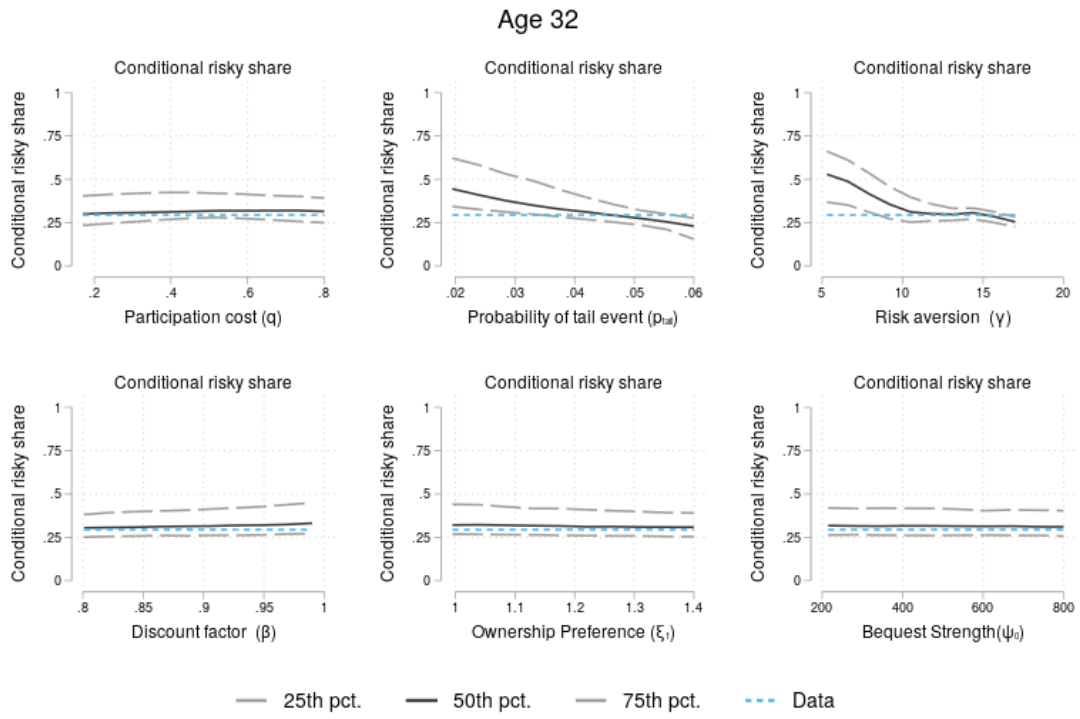 Age 32
Conditional risky share
Conditional risky share
1
.75
.5
.25
0
.2 .4 .6 .8
Participation cost (q)
Conditional risky share
Conditional risky share
1
.75
.5
.25
0
.02 .03 .04 .05 .06
Probability of tail event (pₜₐᵢₗ)
Conditional risky share
Conditional risky share
1
.75
.5
.25
0
5 10 15 20
Risk aversion (γ)
Conditional risky share
Conditional risky share
1
.75
.5
.25
0
.8 .85 .9 .95 1
Discount factor (β)
Conditional risky share
Conditional risky share
1
.75
.5
.25
0
1 1.1 1.2 1.3 1.4
Ownership Preference (ξ₁)
Conditional risky share
Conditional risky share
1
.75
.5
.25
0
200 400 600 800
Bequest Strength(ψ₀)
25th pct. 50th pct. 75th pct. Data